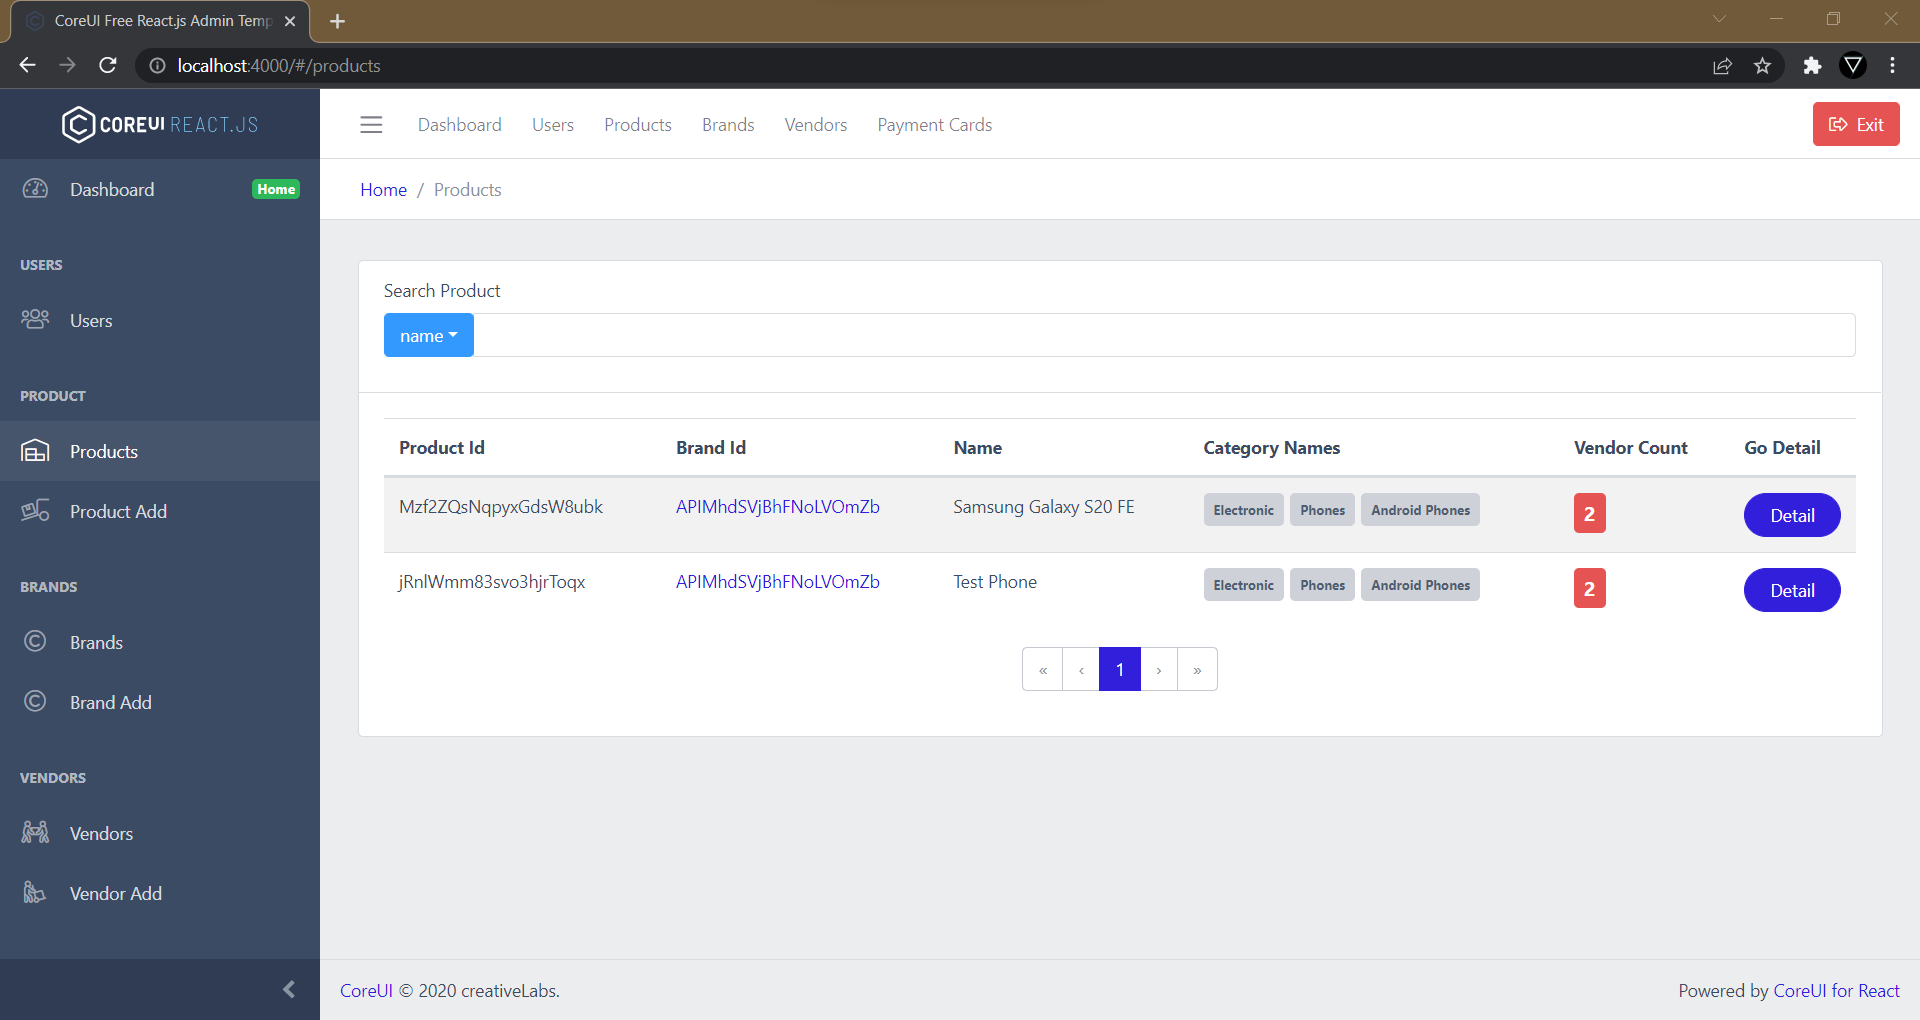 CoreUI Free React.js Admin Temp
localhost:4000/#/products
COREUI REACT.JS
Dashboard Users Products Brands Vendors Payment Cards
Exit
Dashboard Home
Home / Products
USERS
Users
PRODUCT
Products
Product Add
BRANDS
Brands
Brand Add
VENDORS
Vendors
Vendor Add
Search Product
name
Product Id Brand Id Name Category Names Vendor Count Go Detail
Mzf2ZQsNqpyxGdsW8ubk APIMhdSVjBhFNoLVOmZb Samsung Galaxy S20 FE Electronic Phones Android Phones 2 Detail
jRnlWmm83svo3hjrToqx APIMhdSVjBhFNoLVOmZb Test Phone Electronic Phones Android Phones 2 Detail
« ‹ 1 › »
CoreUI © 2020 creativeLabs.
Powered by CoreUI for React